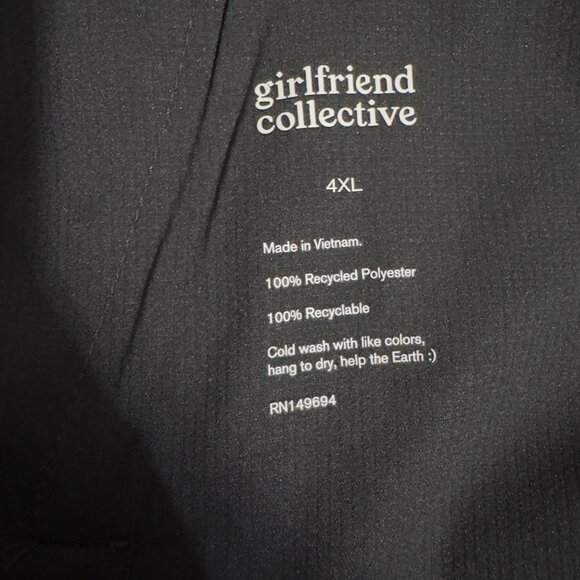 girlfriend
collective
4XL
Made in Vietnam.
100% Recycled Polyester
100% Recyclable
Cold wash with like colors,
hang to dry, help the Earth :)
RN149694